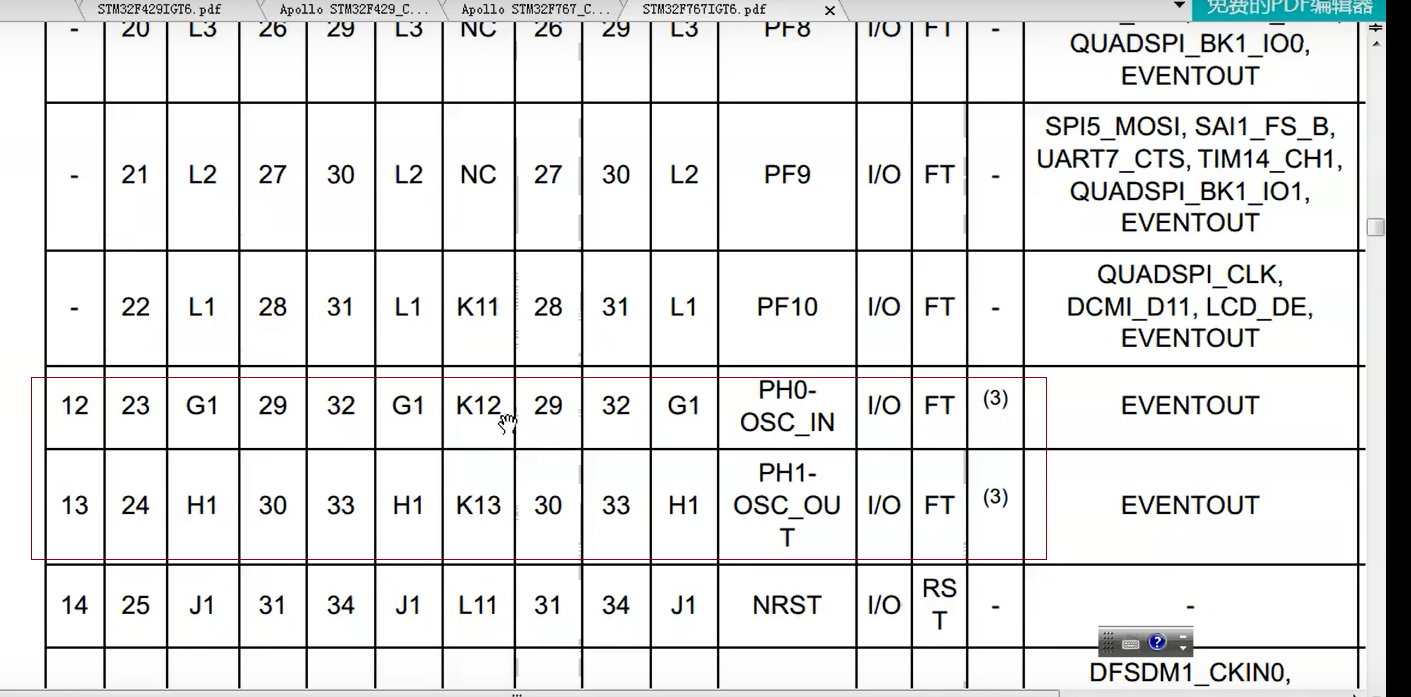 STM32F429IGT6.pdf Apollo STM32F429_C... Apollo STM32F767_C... STM32F767IGT6.pdf
免费的PDF编辑器
- 20 L3 26 29 L3 NC 26 29 L3 PF8 I/O FT -
QUADSPI_BK1_IO0,
EVENTOUT
- 21 L2 27 30 L2 NC 27 30 L2 PF9 I/O FT -
SPI5_MOSI, SAI1_FS_B,
UART7_CTS, TIM14_CH1,
QUADSPI_BK1_IO1,
EVENTOUT
- 22 L1 28 31 L1 K11 28 31 L1 PF10 I/O FT -
QUADSPI_CLK,
DCMI_D11, LCD_DE,
EVENTOUT
12 23 G1 29 32 G1 K12 29 32 G1
PH0-
OSC_IN
I/O FT (3) EVENTOUT
13 24 H1 30 33 H1 K13 30 33 H1
PH1-
OSC_OU
T
I/O FT (3) EVENTOUT
14 25 J1 31 34 J1 L11 31 34 J1 NRST I/O
RS
T
- -
DFSDM1_CKIN0,